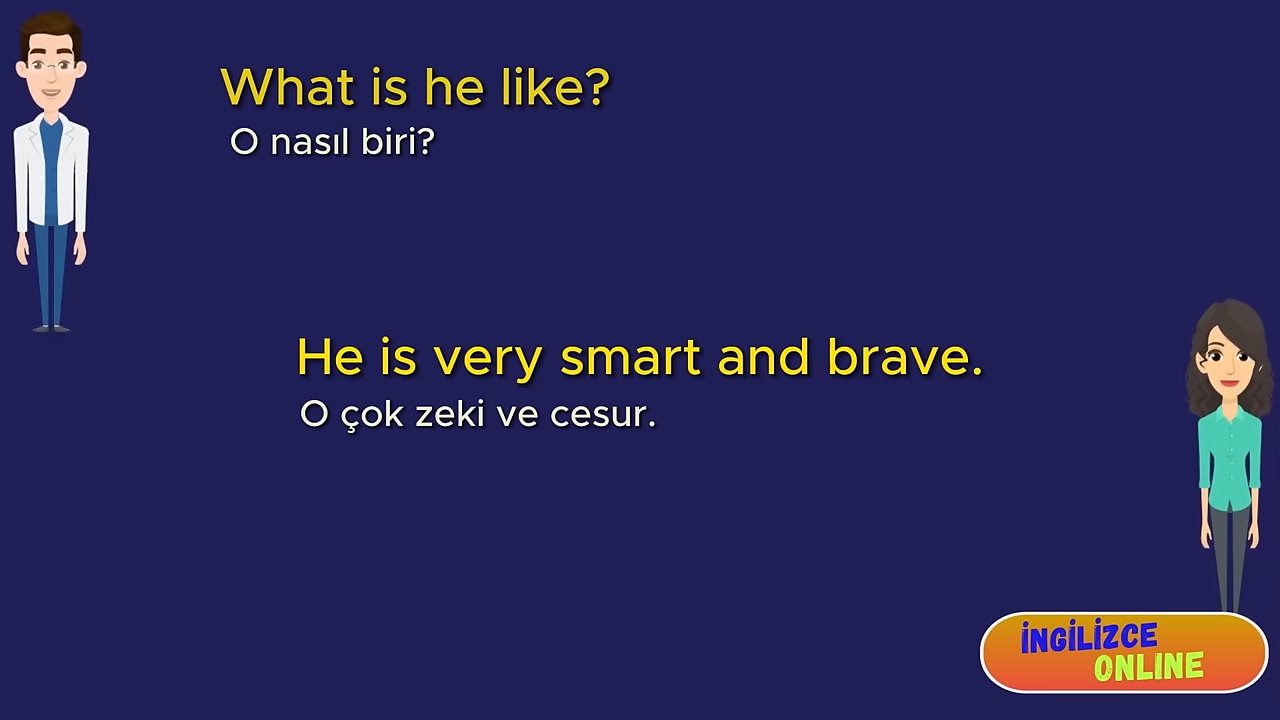 What is he like?
O nasıl biri?
He is very smart and brave.
O çok zeki ve cesur.
İNGİLİZCE
ONLINE